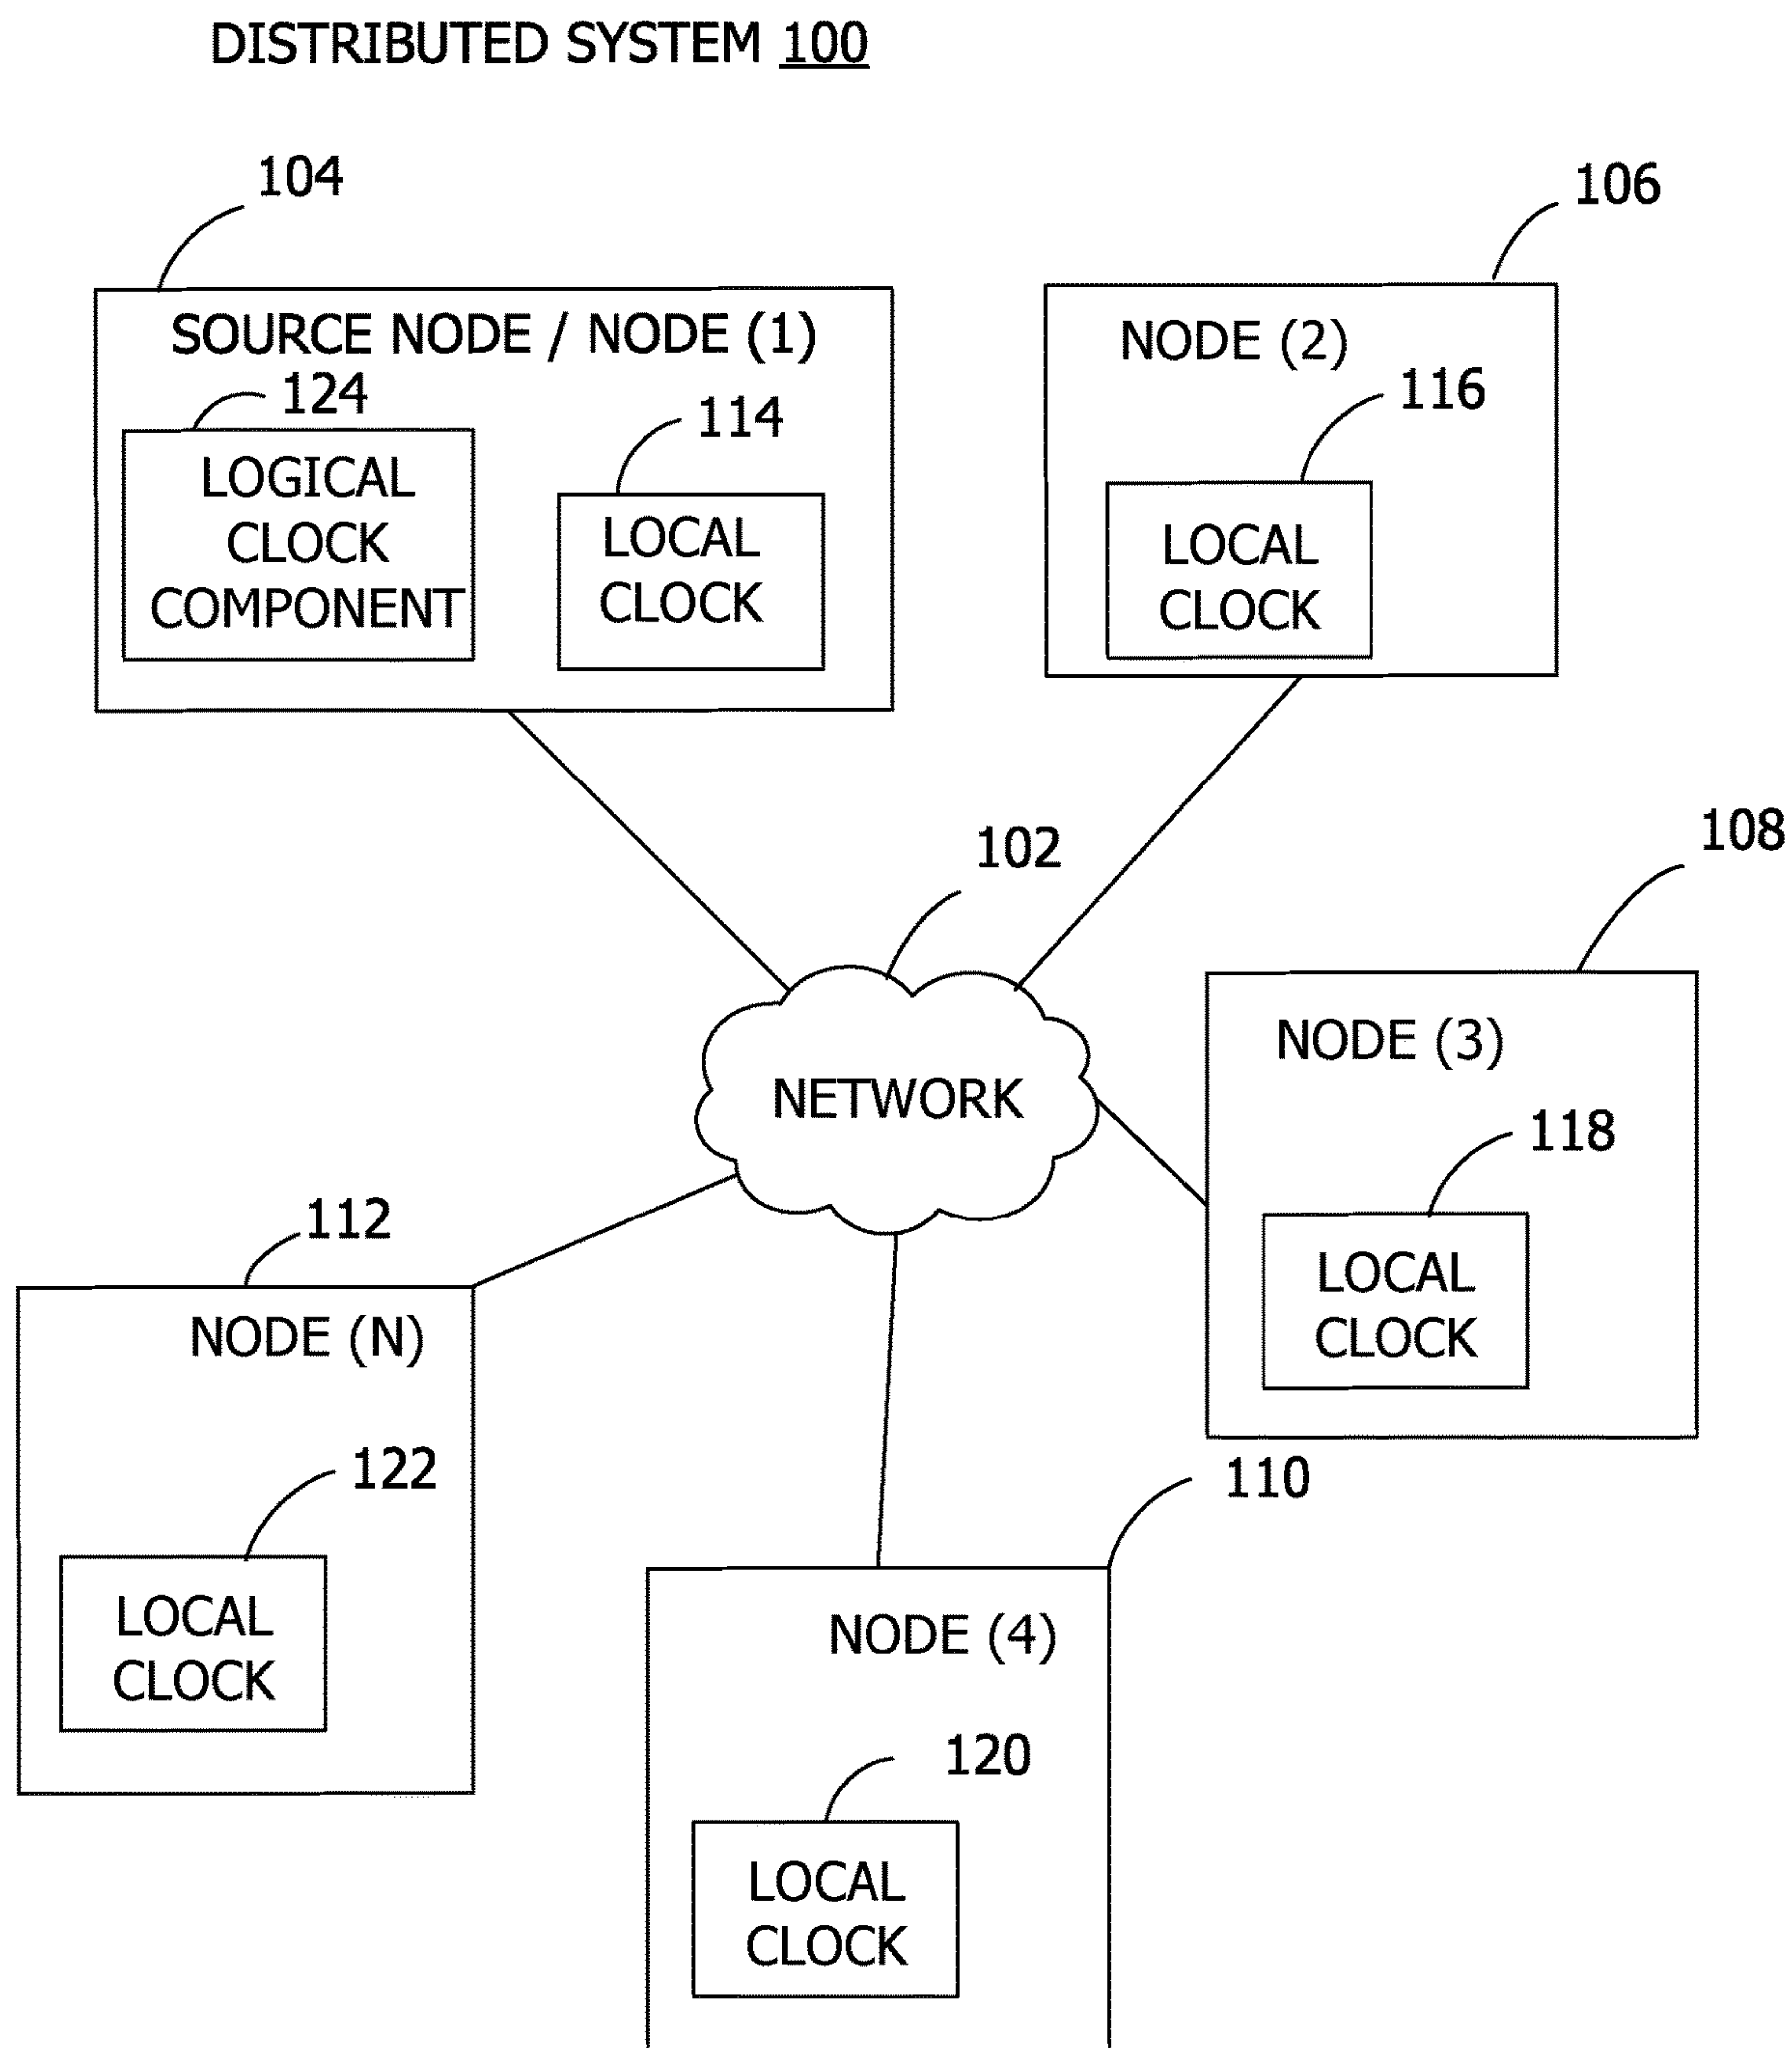 DISTRIBUTED SYSTEM 100
104
106
SOURCE NODE / NODE (1)
124
114
LOGICAL
CLOCK
COMPONENT
LOCAL
CLOCK
NODE (2)
116
LOCAL
CLOCK
102
108
NETWORK
NODE (3)
118
LOCAL
CLOCK
112
NODE (N)
122
LOCAL
CLOCK
110
NODE (4)
120
LOCAL
CLOCK